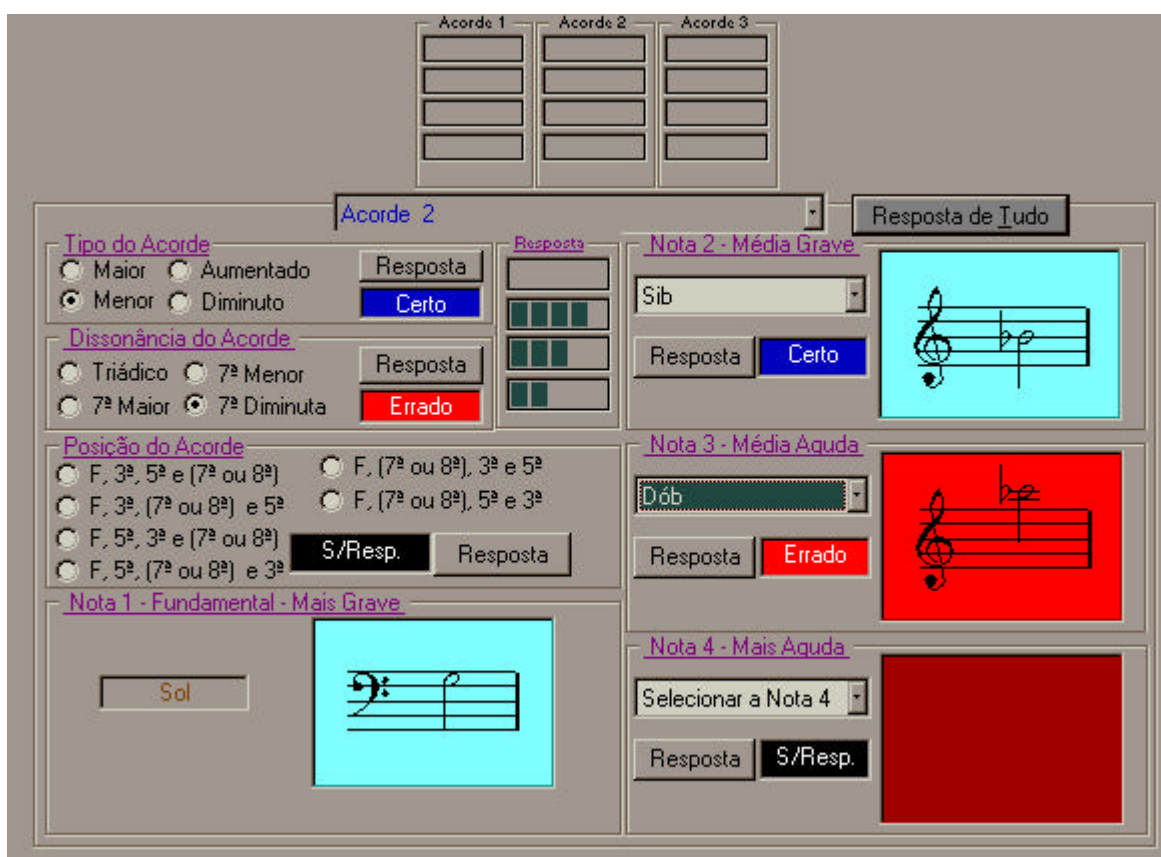 Acorde 1 Acorde 2 Acorde 3
Acorde 2
Resposta de Tudo
Tipo do Acorde
Maior Aumentado Resposta
Menor Diminuto Certo
Dissonância do Acorde
Triádico 7ª Menor Resposta
7ª Maior 7ª Diminuta Errado
Resposta
Posição do Acorde
F, 3ª, 5ª e (7ª ou 8ª) F, (7ª ou 8ª), 3ª e 5ª
F, 3ª, (7ª ou 8ª) e 5ª F, (7ª ou 8ª), 5ª e 3ª
F, 5ª, 3ª e (7ª ou 8ª)
F, 5ª, (7ª ou 8ª) e 3ª
S/Resp. Resposta
Nota 1 - Fundamental - Mais Grave
Sol
Nota 2 - Média Grave
Sib
Resposta Certo
Nota 3 - Média Aguda
Dób
Resposta Errado
Nota 4 - Mais Aguda
Selecionar a Nota 4
Resposta S/Resp.